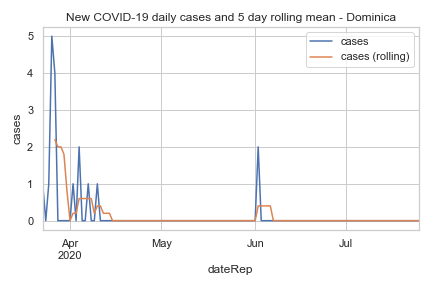 New COVID-19 daily cases and 5 day rolling mean - Dominica
cases
cases (rolling)
cases
5
4
3
2
1
0
Apr
2020
May
Jun
Jul
dateRep